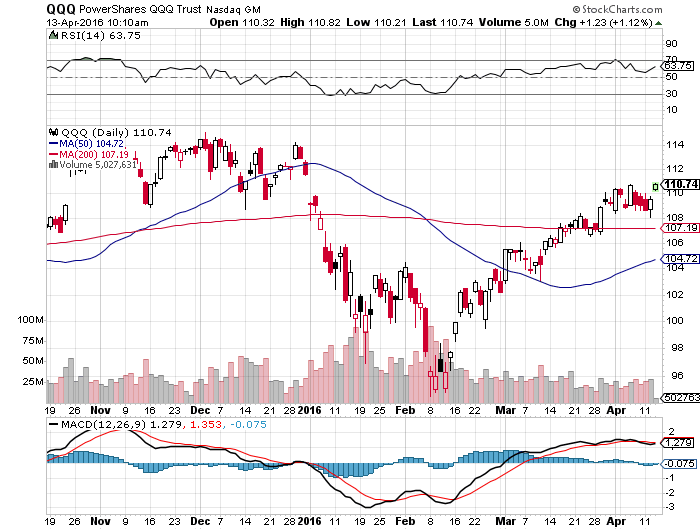 QQQ PowerShares QQQ Trust Nasdaq GM
© StockCharts.com
13-Apr-2016 10:10am
Open 110.32 High 110.82 Low 110.21 Last 110.74 Volume 5.0M Chg +1.23 (+1.12%)
RSI(14) 63.75
90
70
63.75
50
30
10
QQQ (Daily) 110.74
MA(50) 104.72
MA(200) 107.19
Volume 5,027,631
114
112
110.74
110
108
107.19
106
104.72
104
102
100
98
96
100M
75M
50M
25M
502763
19 26 Nov 9 16 23 Dec 7 14 21 28 2016 11 19 25 Feb 8 16 22 Mar 7 14 21 28 Apr 11
MACD(12,26,9) 1.279, 1.353, -0.075
2
1.279
1
-0.075
-1
-2
-3
19 26 Nov 9 16 23 Dec 7 14 21 28 2016 11 19 25 Feb 8 16 22 Mar 7 14 21 28 Apr 11